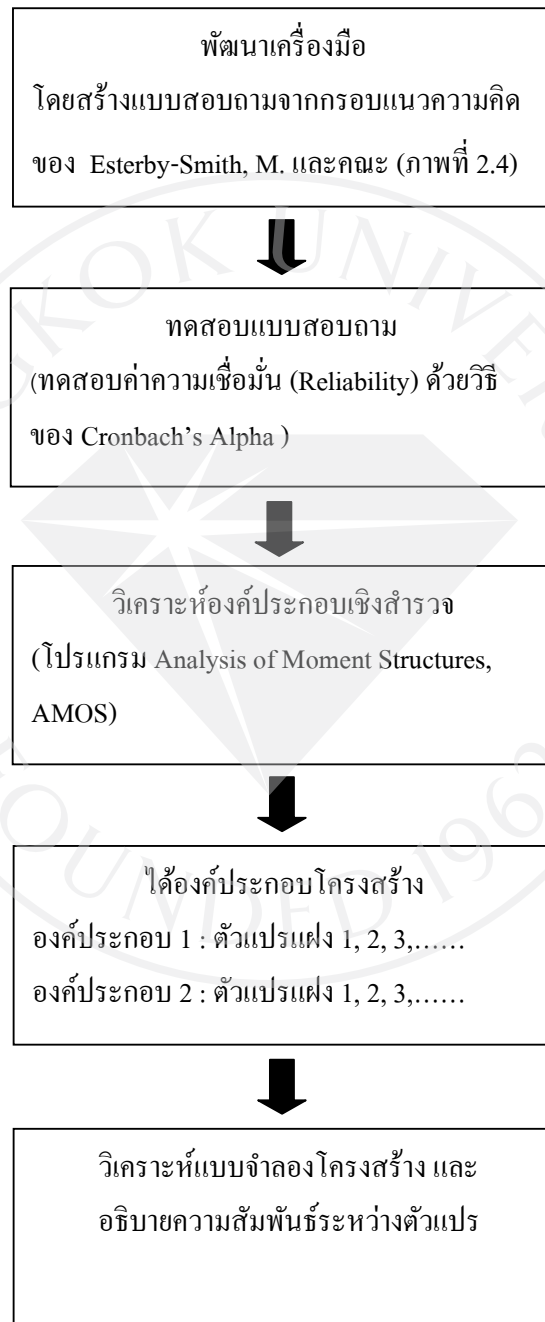 พัฒนาเครื่องมือ
โดยสร้างแบบสอบถามจากกรอบแนวความคิด
ของ Esterby-Smith, M. และคณะ (ภาพที่ 2.4)
ทดสอบแบบสอบถาม
(ทดสอบค่าความเชื่อมั่น (Reliability) ด้วยวิธี
ของ Cronbach’s Alpha )
วิเคราะห์องค์ประกอบเชิงสำรวจ
(โปรแกรม Analysis of Moment Structures,
AMOS)
ได้องค์ประกอบโครงสร้าง
องค์ประกอบ 1 : ตัวแปรแฝง 1, 2, 3,……
องค์ประกอบ 2 : ตัวแปรแฝง 1, 2, 3,……
วิเคราะห์แบบจำลองโครงสร้าง และ
อธิบายความสัมพันธ์ระหว่างตัวแปร
GKOK UNIVER
FOUNDED 1962